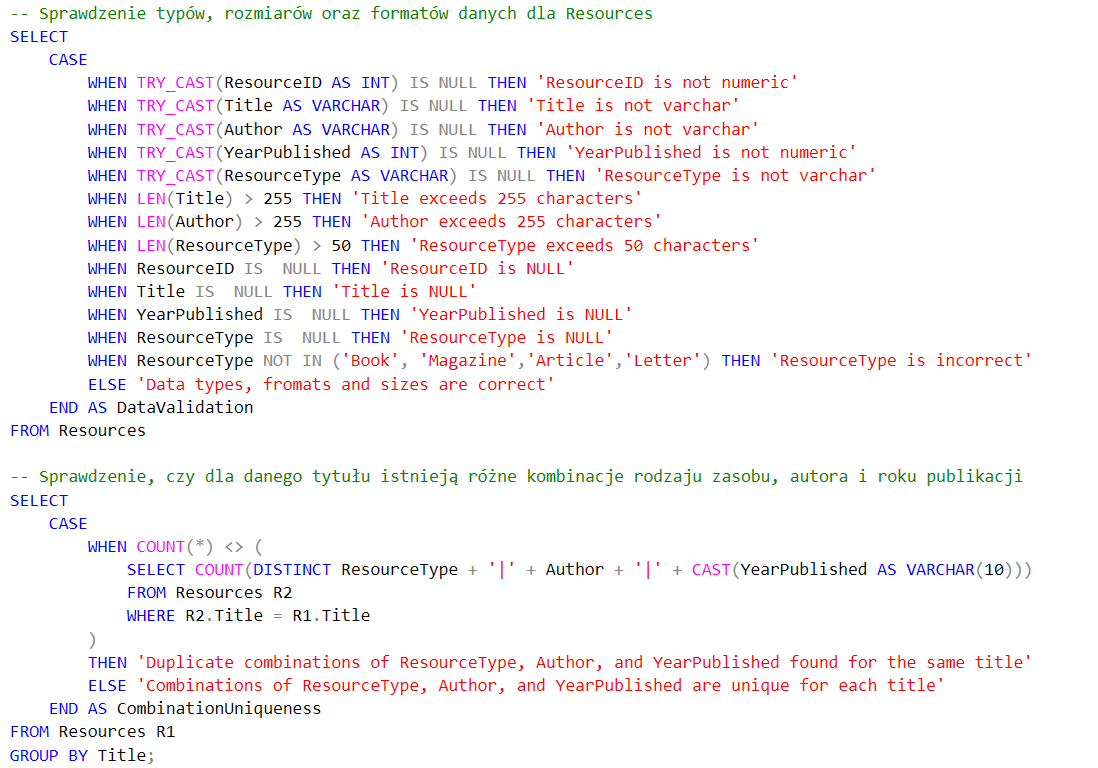 -- Sprawdzenie typów, rozmiarów oraz formatów danych dla Resources
SELECT
    CASE
        WHEN TRY_CAST(ResourceID AS INT) IS NULL THEN 'ResourceID is not numeric'
        WHEN TRY_CAST(Title AS VARCHAR) IS NULL THEN 'Title is not varchar'
        WHEN TRY_CAST(Author AS VARCHAR) IS NULL THEN 'Author is not varchar'
        WHEN TRY_CAST(YearPublished AS INT) IS NULL THEN 'YearPublished is not numeric'
        WHEN TRY_CAST(ResourceType AS VARCHAR) IS NULL THEN 'ResourceType is not varchar'
        WHEN LEN(Title) > 255 THEN 'Title exceeds 255 characters'
        WHEN LEN(Author) > 255 THEN 'Author exceeds 255 characters'
        WHEN LEN(ResourceType) > 50 THEN 'ResourceType exceeds 50 characters'
        WHEN ResourceID IS  NULL THEN 'ResourceID is NULL'
        WHEN Title IS  NULL THEN 'Title is NULL'
        WHEN YearPublished IS  NULL THEN 'YearPublished is NULL'
        WHEN ResourceType IS  NULL THEN 'ResourceType is NULL'
        WHEN ResourceType NOT IN ('Book', 'Magazine','Article','Letter') THEN 'ResourceType is incorrect'
        ELSE 'Data types, fromats and sizes are correct'
    END AS DataValidation
FROM Resources

-- Sprawdzenie, czy dla danego tytułu istnieją różne kombinacje rodzaju zasobu, autora i roku publikacji
SELECT
    CASE
        WHEN COUNT(*) <> (
            SELECT COUNT(DISTINCT ResourceType + '|' + Author + '|' + CAST(YearPublished AS VARCHAR(10)))
            FROM Resources R2
            WHERE R2.Title = R1.Title
        )
        THEN 'Duplicate combinations of ResourceType, Author, and YearPublished found for the same title'
        ELSE 'Combinations of ResourceType, Author, and YearPublished are unique for each title'
    END AS CombinationUniqueness
FROM Resources R1
GROUP BY Title;